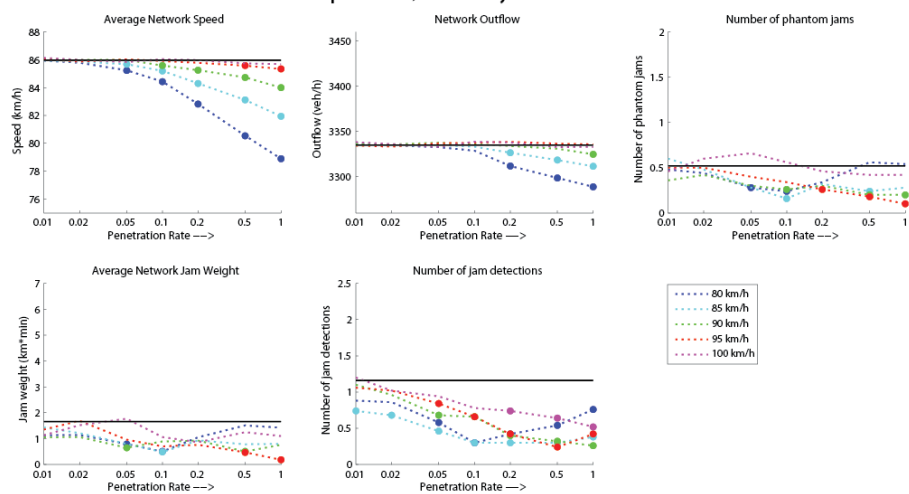 Average Network Speed
88
86
84
82
80
78
76
Speed (km/h)
0.01 0.02 0.05 0.1 0.2 0.5 1
Penetration Rate −−>
Network Outflow
3450
3400
3350
3300
Outflow (veh/h)
0.01 0.02 0.05 0.1 0.2 0.5 1
Penetration Rate −−>
Number of phantom jams
2
1.5
1
0.5
0
Number of phantom jams
0.01 0.02 0.05 0.1 0.2 0.5 1
Penetration Rate −−>
Average Network Jam Weight
7
6
5
4
3
2
1
0
Jam weight (km*min)
0.01 0.02 0.05 0.1 0.2 0.5 1
Penetration Rate −−>
Number of jam detections
2.5
2
1.5
1
0.5
0
Number of jam detections
0.01 0.02 0.05 0.1 0.2 0.5 1
Penetration Rate −−>
80 km/h
85 km/h
90 km/h
95 km/h
100 km/h